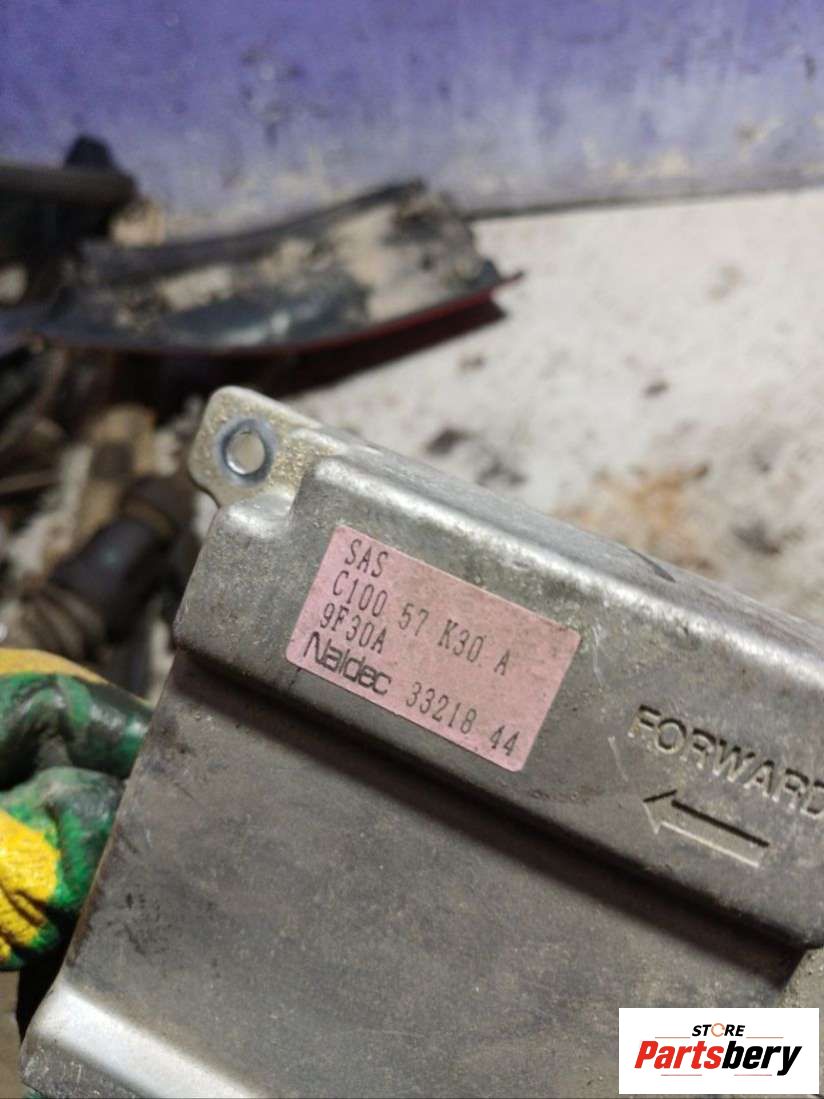 SAS
C100 57 K30 A
9F30A
Naldec 33218 44
FORWARD
STORE
Partsbery